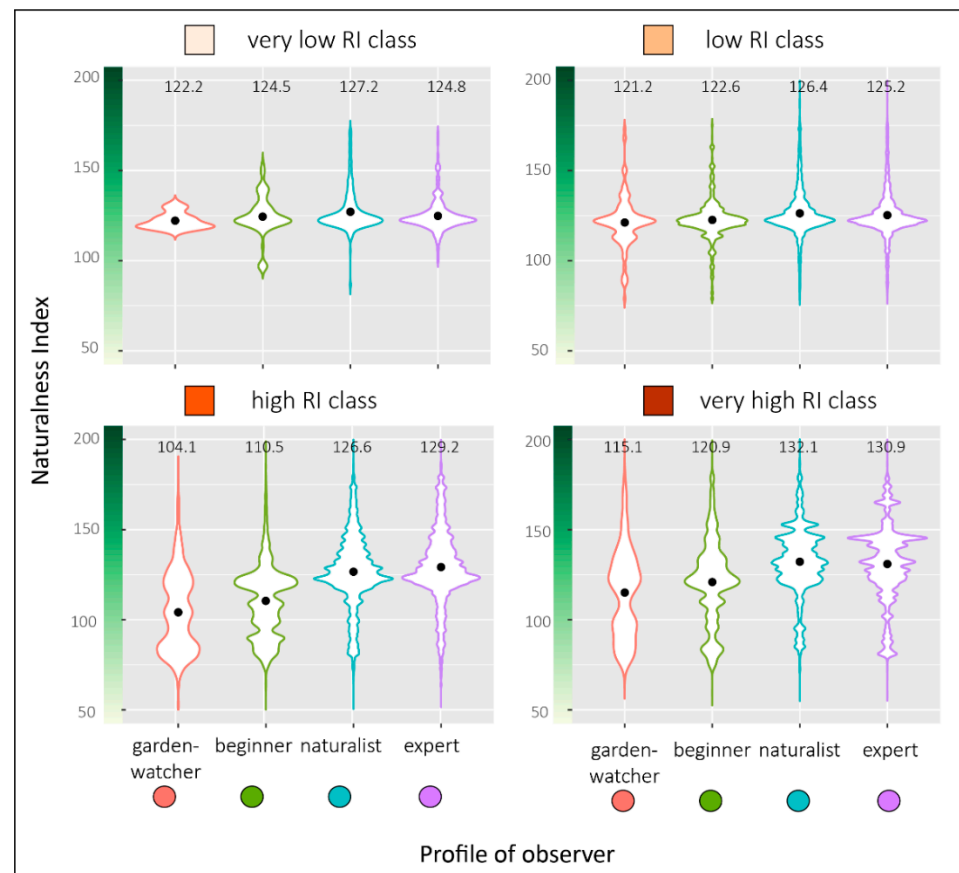 very low RI class
low RI class
200
122.2 124.5 127.2 124.8
150
100
50
200
121.2 122.6 126.4 125.2
150
100
50
Naturalness Index
high RI class
very high RI class
200
104.1 110.5 126.6 129.2
150
100
50
200
115.1 120.9 132.1 130.9
150
100
50
garden-
watcher
beginner
naturalist
expert
garden-
watcher
beginner
naturalist
expert
Profile of observer